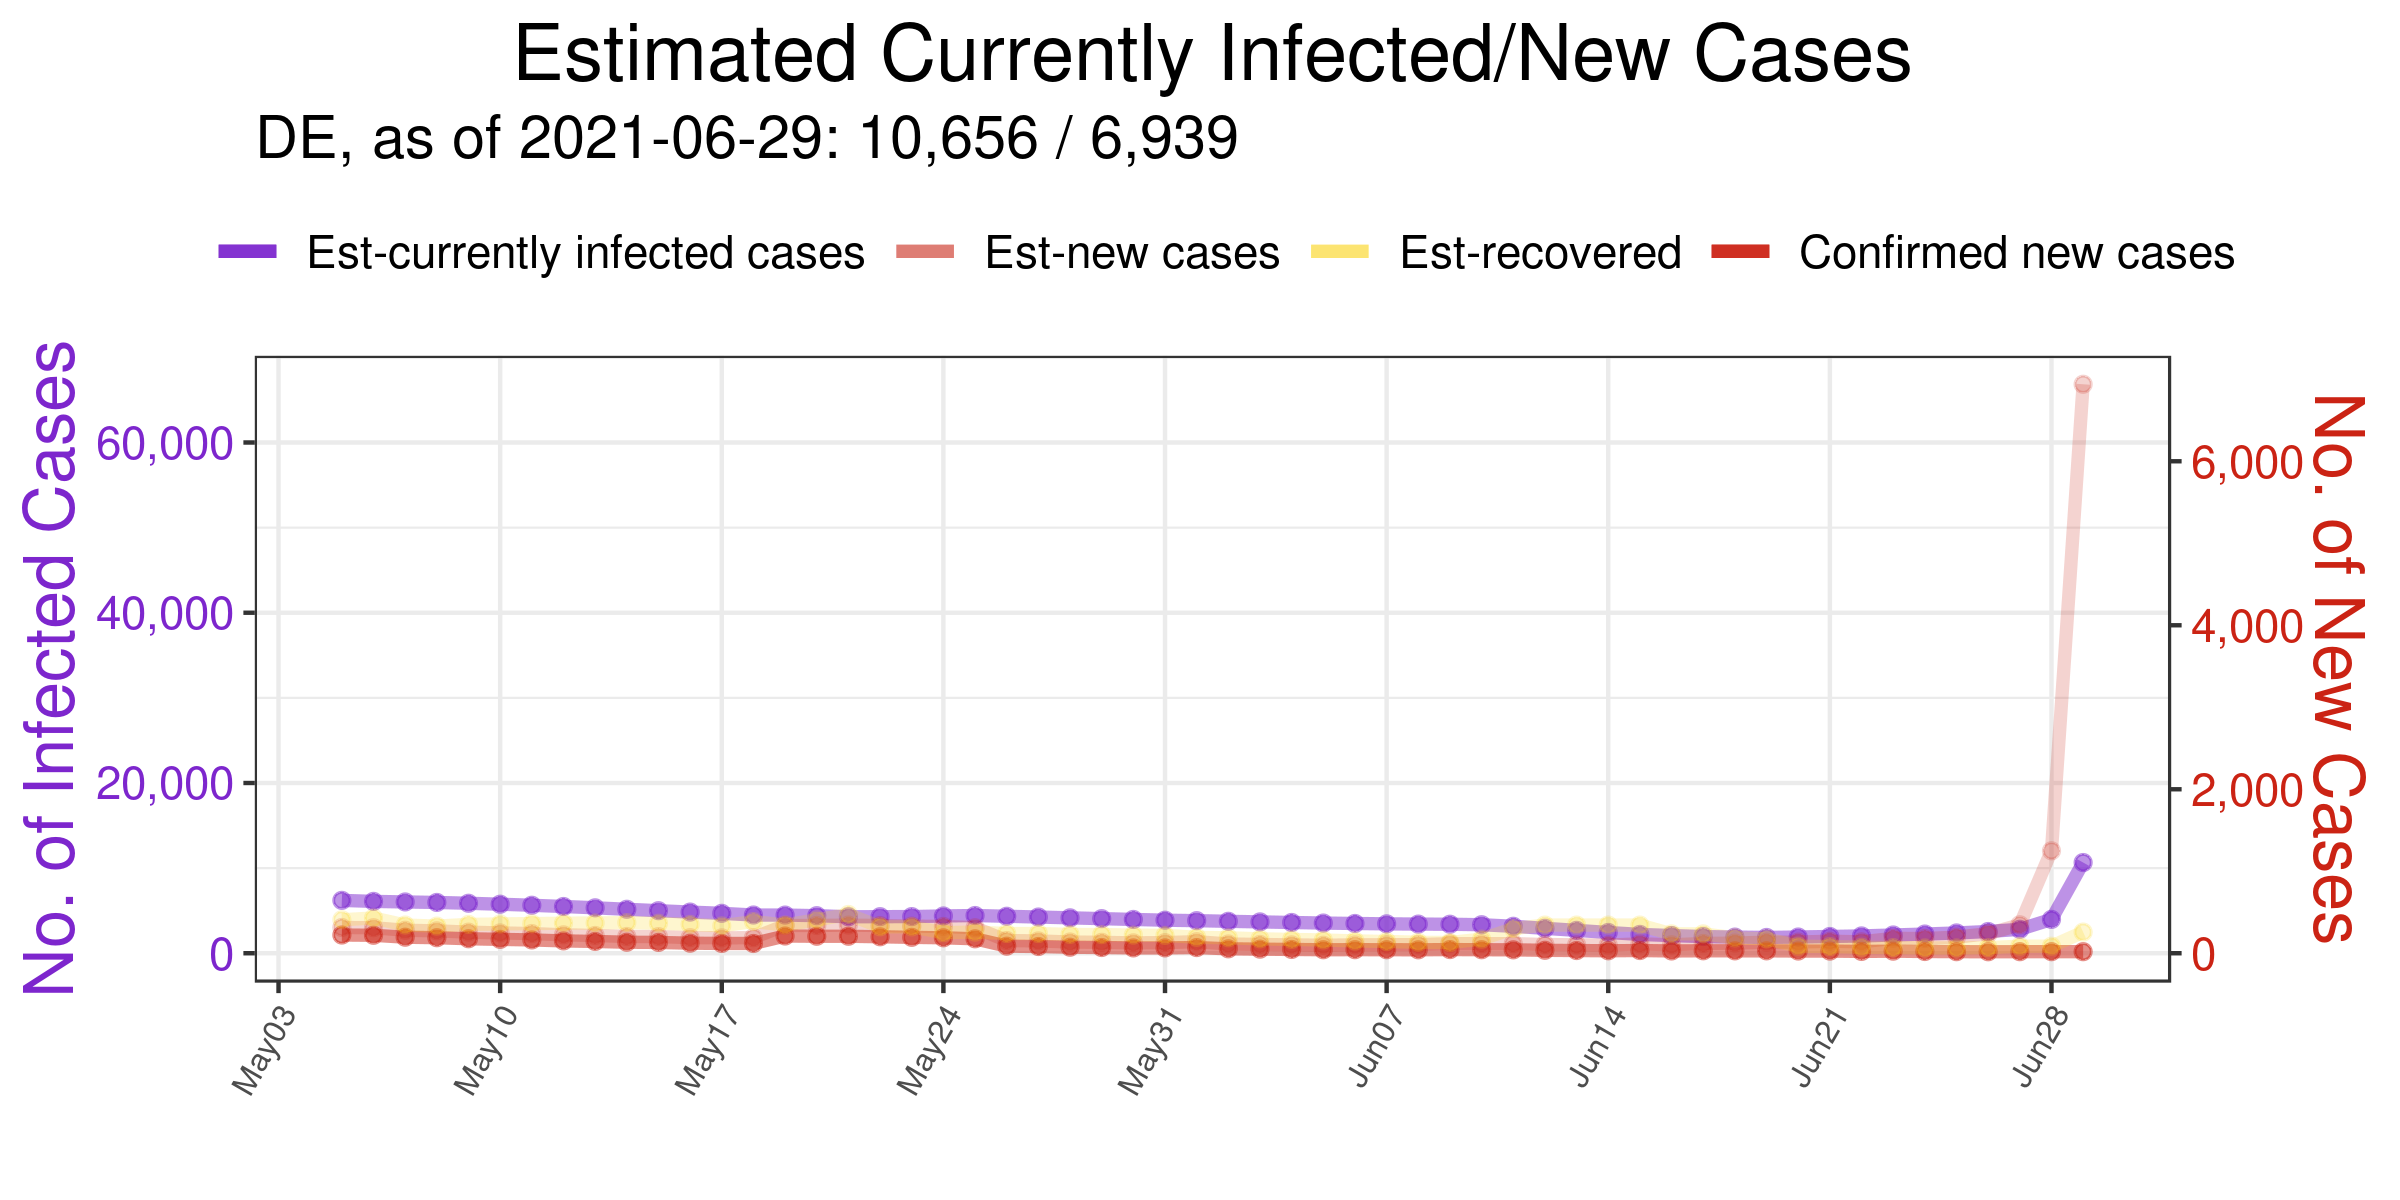 Estimated Currently Infected/New Cases
DE, as of 2021-06-29: 10,656 / 6,939
Est-currently infected cases Est-new cases Est-recovered Confirmed new cases
No. of Infected Cases
60,000
40,000
20,000
0
6,000
4,000
2,000
0
No. of New Cases
May03 May10 May17 May24 May31 Jun07 Jun14 Jun21 Jun28